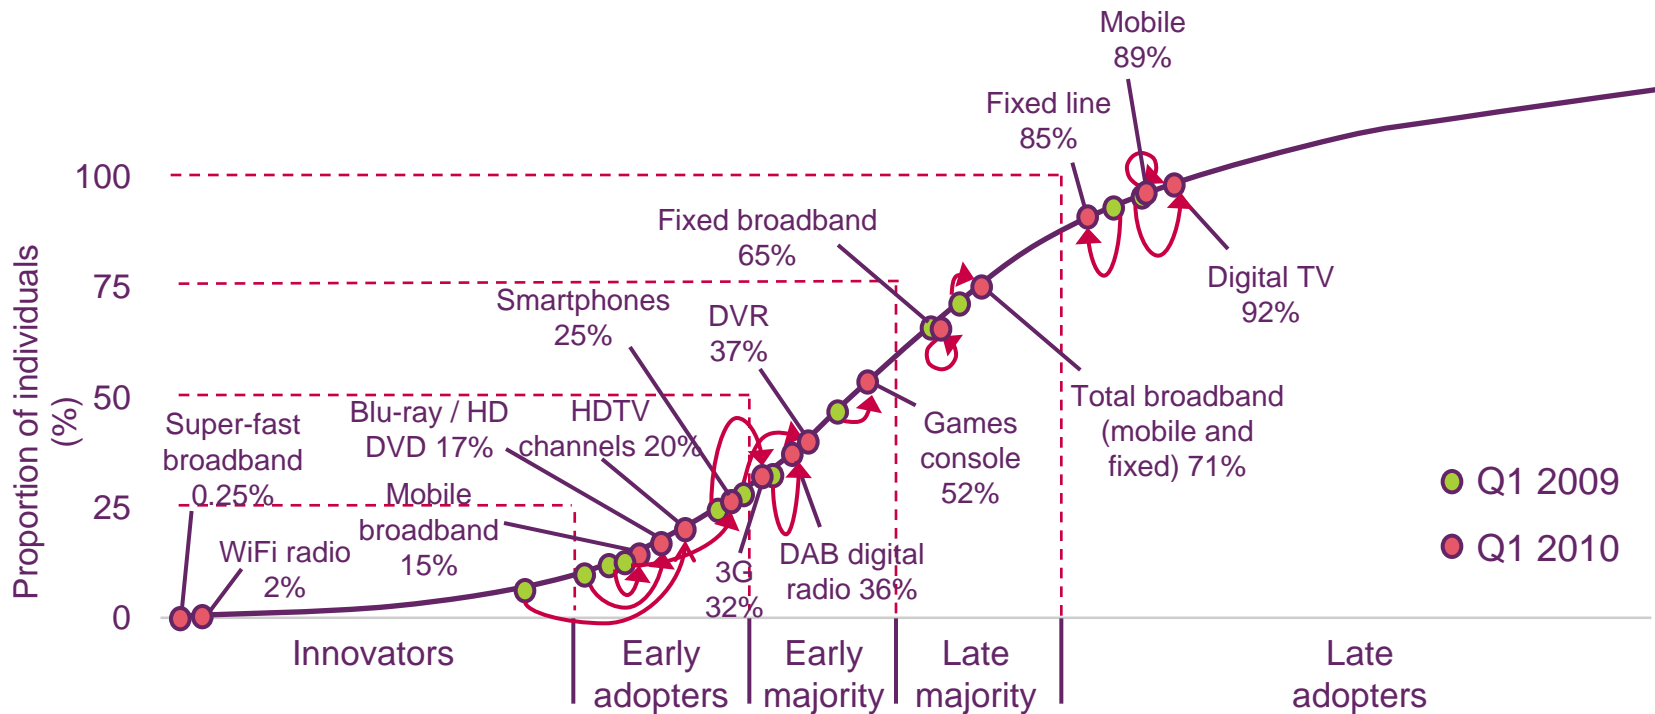 Mobile
89%
Fixed line
85%
100
Fixed broadband
65%
75
Smartphones
25%
DVR
37%
Digital TV
92%
Proportion of individuals
(%)
50
Super-fast
broadband
0.25%
Blu-ray / HD
DVD 17%
HDTV
channels 20%
Total broadband
(mobile and
fixed) 71%
Games
console
52%
25
Mobile
broadband
15%
Q1 2009
WiFi radio
2%
3G
32%
DAB digital
radio 36%
Q1 2010
0
Innovators
Early
adopters
Early
majority
Late
majority
Late
adopters